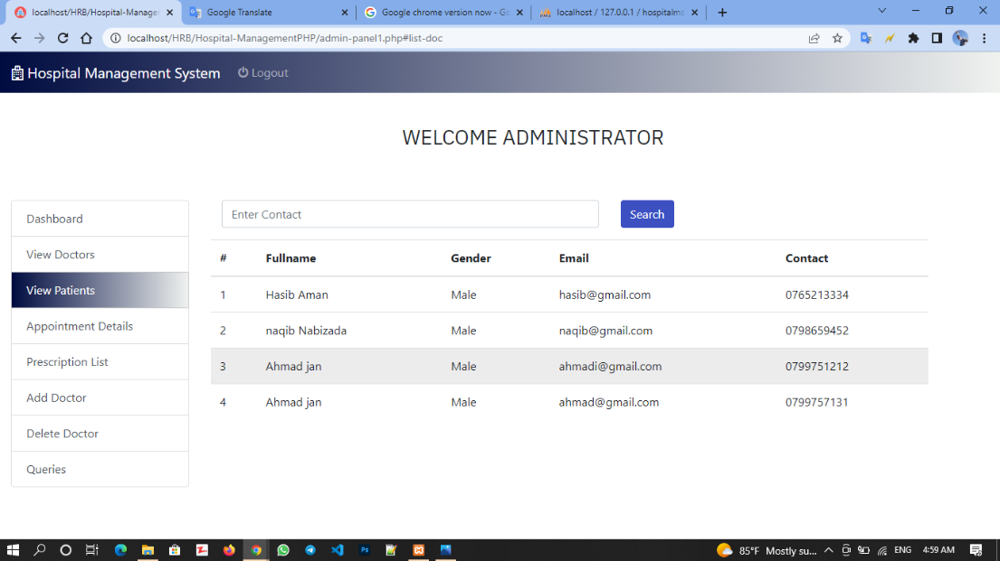 localhost/HRB/Hospital-Manage
Google Translate
Google chrome version now - Go
localhost / 127.0.0.1 / hospitalms
localhost/HRB/Hospital-ManagementPHP/admin-panel1.php#list-doc
Hospital Management System
Logout
WELCOME ADMINISTRATOR
Dashboard
View Doctors
View Patients
Appointment Details
Prescription List
Add Doctor
Delete Doctor
Queries
Enter Contact
Search
# Fullname Gender Email Contact
1 Hasib Aman Male hasib@gmail.com 0765213334
2 naqib Nabizada Male naqib@gmail.com 0798659452
3 Ahmad jan Male ahmadi@gmail.com 0799751212
4 Ahmad jan Male ahmad@gmail.com 0799757131
85°F Mostly su... ENG 4:59 AM